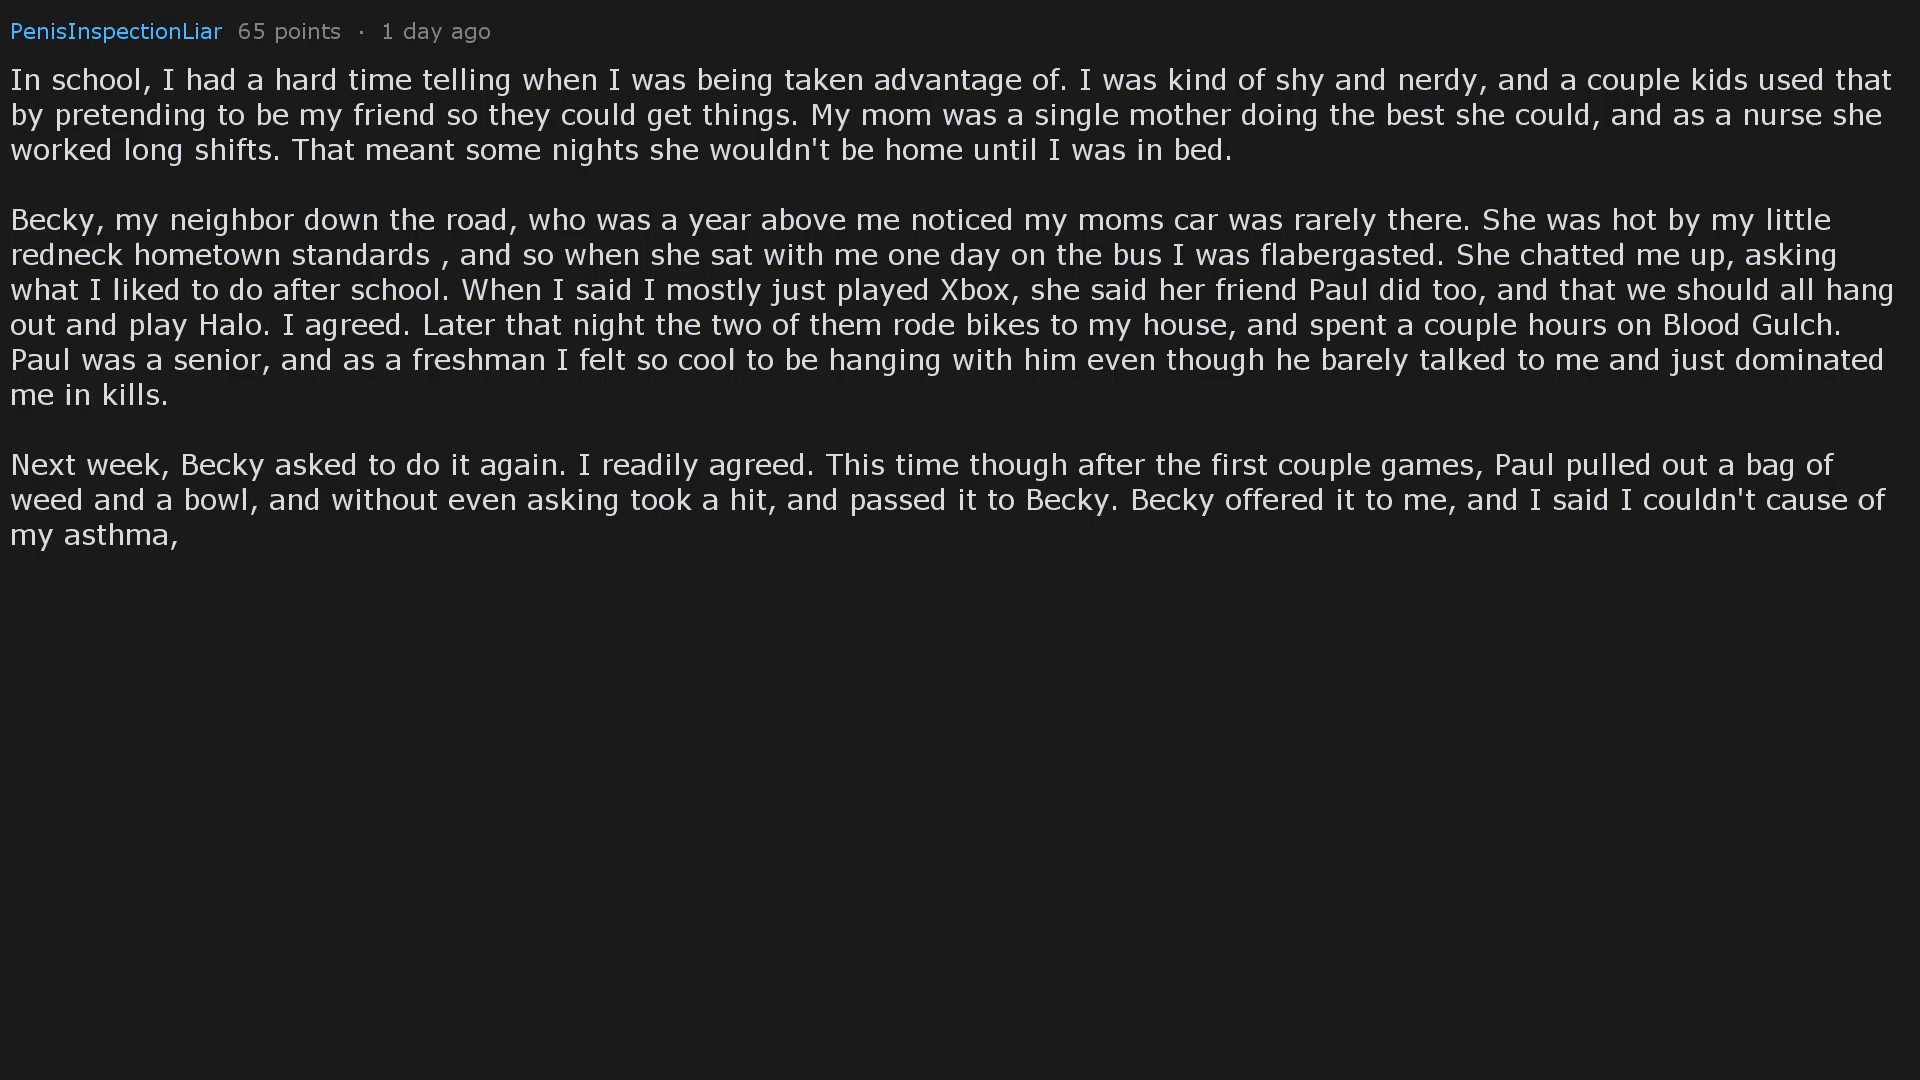 PenisInspectionLiar 65 points · 1 day ago
In school, I had a hard time telling when I was being taken advantage of. I was kind of shy and nerdy, and a couple kids used that
by pretending to be my friend so they could get things. My mom was a single mother doing the best she could, and as a nurse she
worked long shifts. That meant some nights she wouldn't be home until I was in bed.
Becky, my neighbor down the road, who was a year above me noticed my moms car was rarely there. She was hot by my little
redneck hometown standards , and so when she sat with me one day on the bus I was flabergasted. She chatted me up, asking
what I liked to do after school. When I said I mostly just played Xbox, she said her friend Paul did too, and that we should all hang
out and play Halo. I agreed. Later that night the two of them rode bikes to my house, and spent a couple hours on Blood Gulch.
Paul was a senior, and as a freshman I felt so cool to be hanging with him even though he barely talked to me and just dominated
me in kills.
Next week, Becky asked to do it again. I readily agreed. This time though after the first couple games, Paul pulled out a bag of
weed and a bowl, and without even asking took a hit, and passed it to Becky. Becky offered it to me, and I said I couldn't cause of
my asthma,